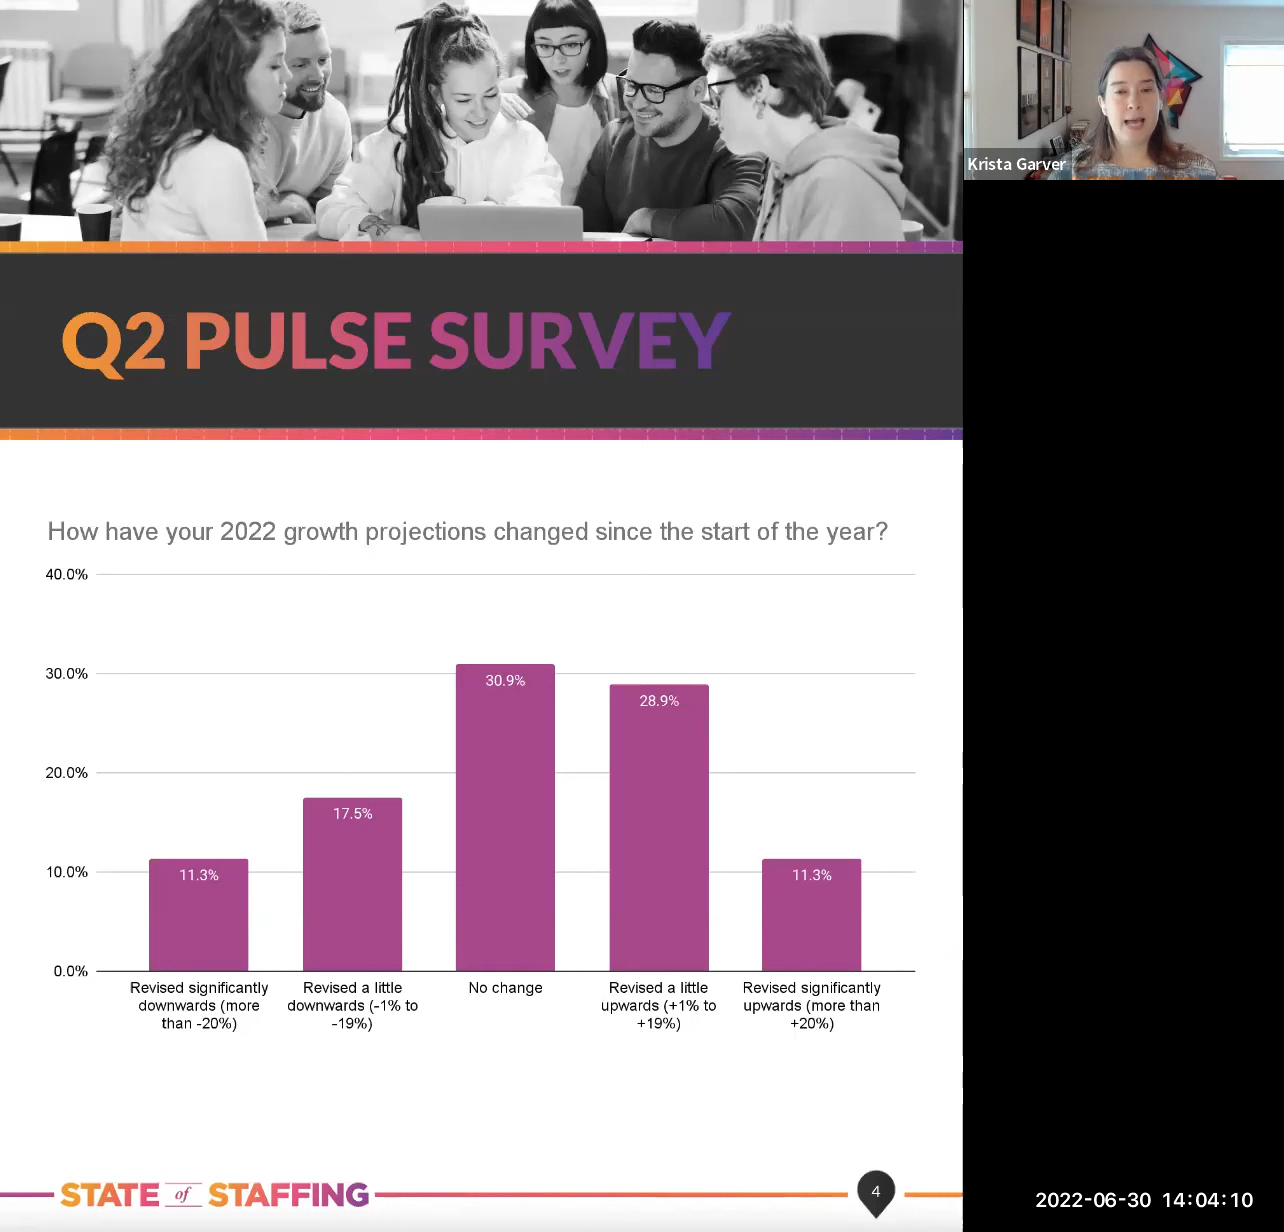 Krista Garver
Q2 PULSE SURVEY
How have your 2022 growth projections changed since the start of the year?
40.0%
30.0%
20.0%
10.0%
0.0%
11.3%
17.5%
30.9%
28.9%
11.3%
Revised significantly
downwards (more
than -20%)
Revised a little
downwards (-1% to
-19%)
No change
Revised a little
upwards (+1% to
+19%)
Revised significantly
upwards (more than
+20%)
STATE of STAFFING
4
2022-06-30 14:04:10